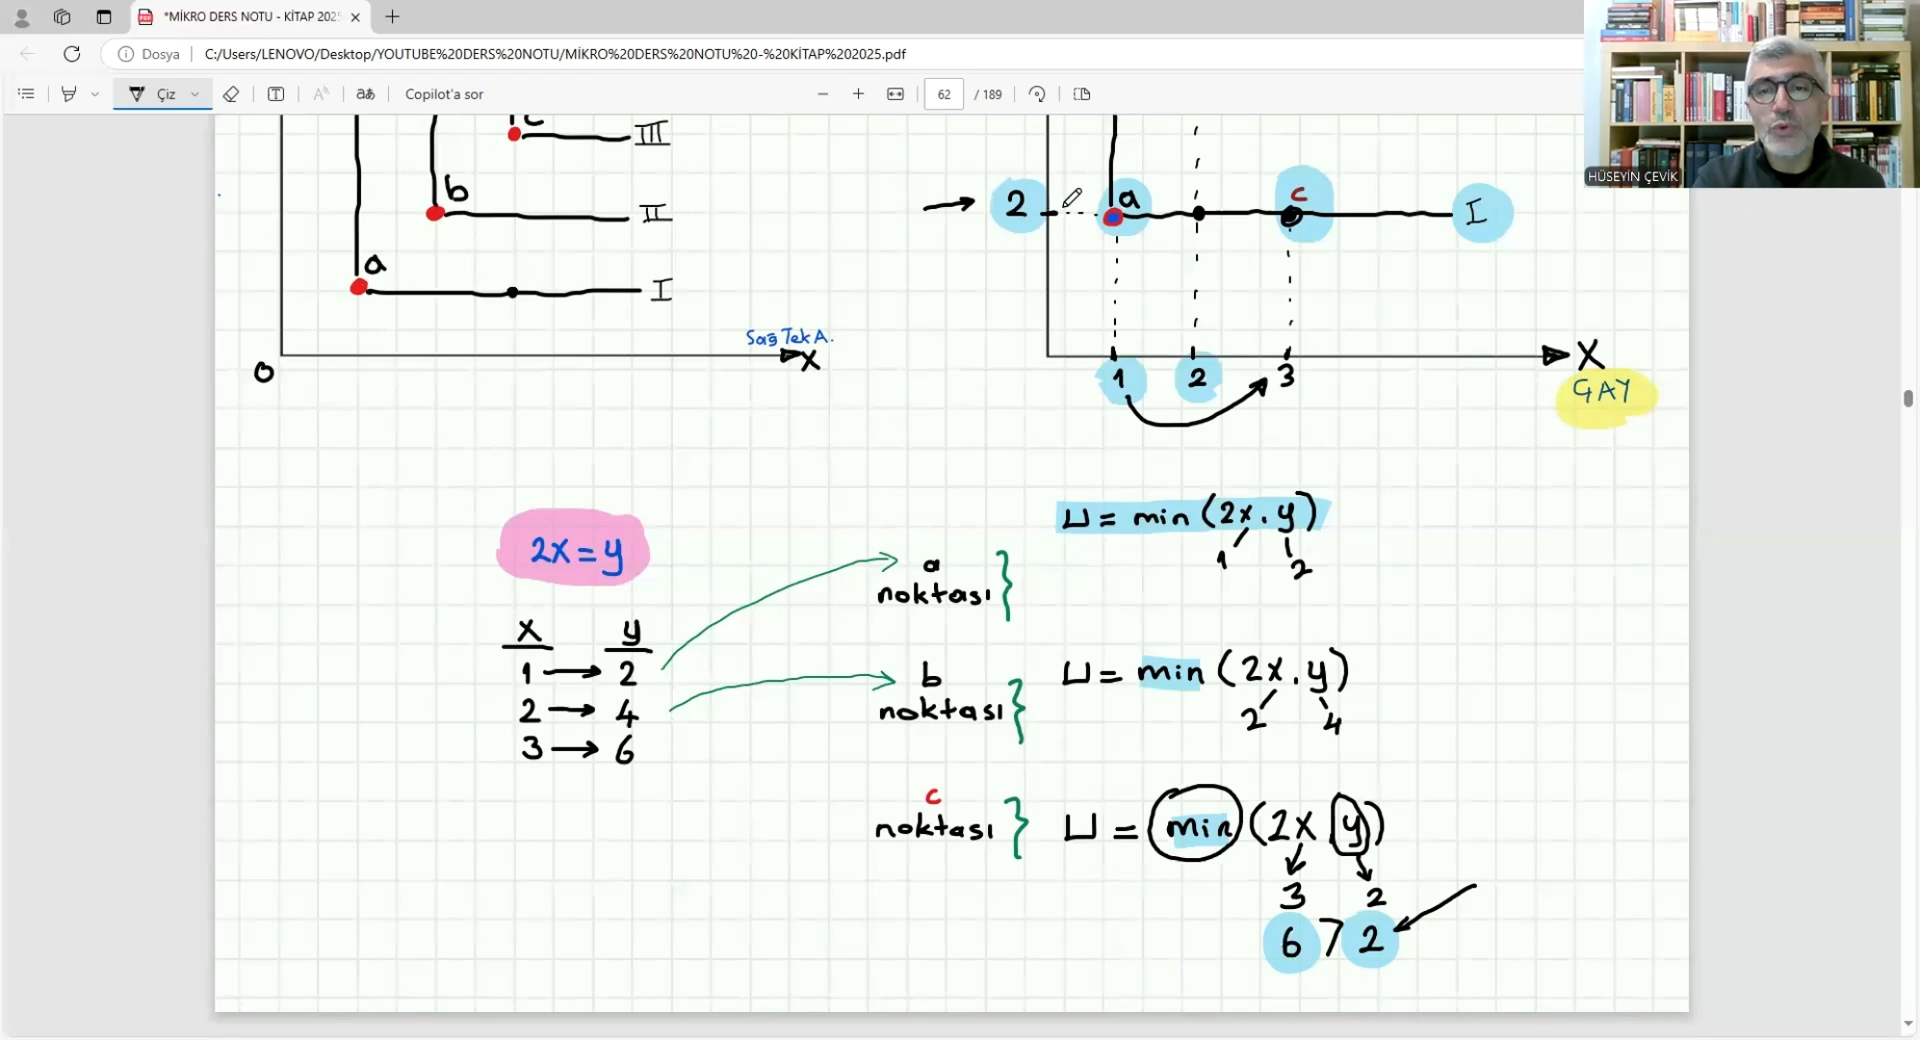 *MİKRO DERS NOTU - KİTAP 2025
Dosya
C:/Users/LENOVO/Desktop/YOUTUBE%20DERS%20NOTU/MİKRO%20DERS%20NOTU%20-%20KİTAP%202025.pdf
Çiz
Copilot'a sor
62 / 189
HÜSEYİN ÇEVİK
III
b
II
a
I
Sağ Tek A.
X
0
2
a
c
I
1
2
3
X
GAY
2x=y
x y
1 → 2
2 → 4
3 → 6
a
noktası
U = min (2x.y)
1 2
b
noktası
U = min (2x.y)
2 4
c
noktası
U = min (2x y)
3 2
6 > 2